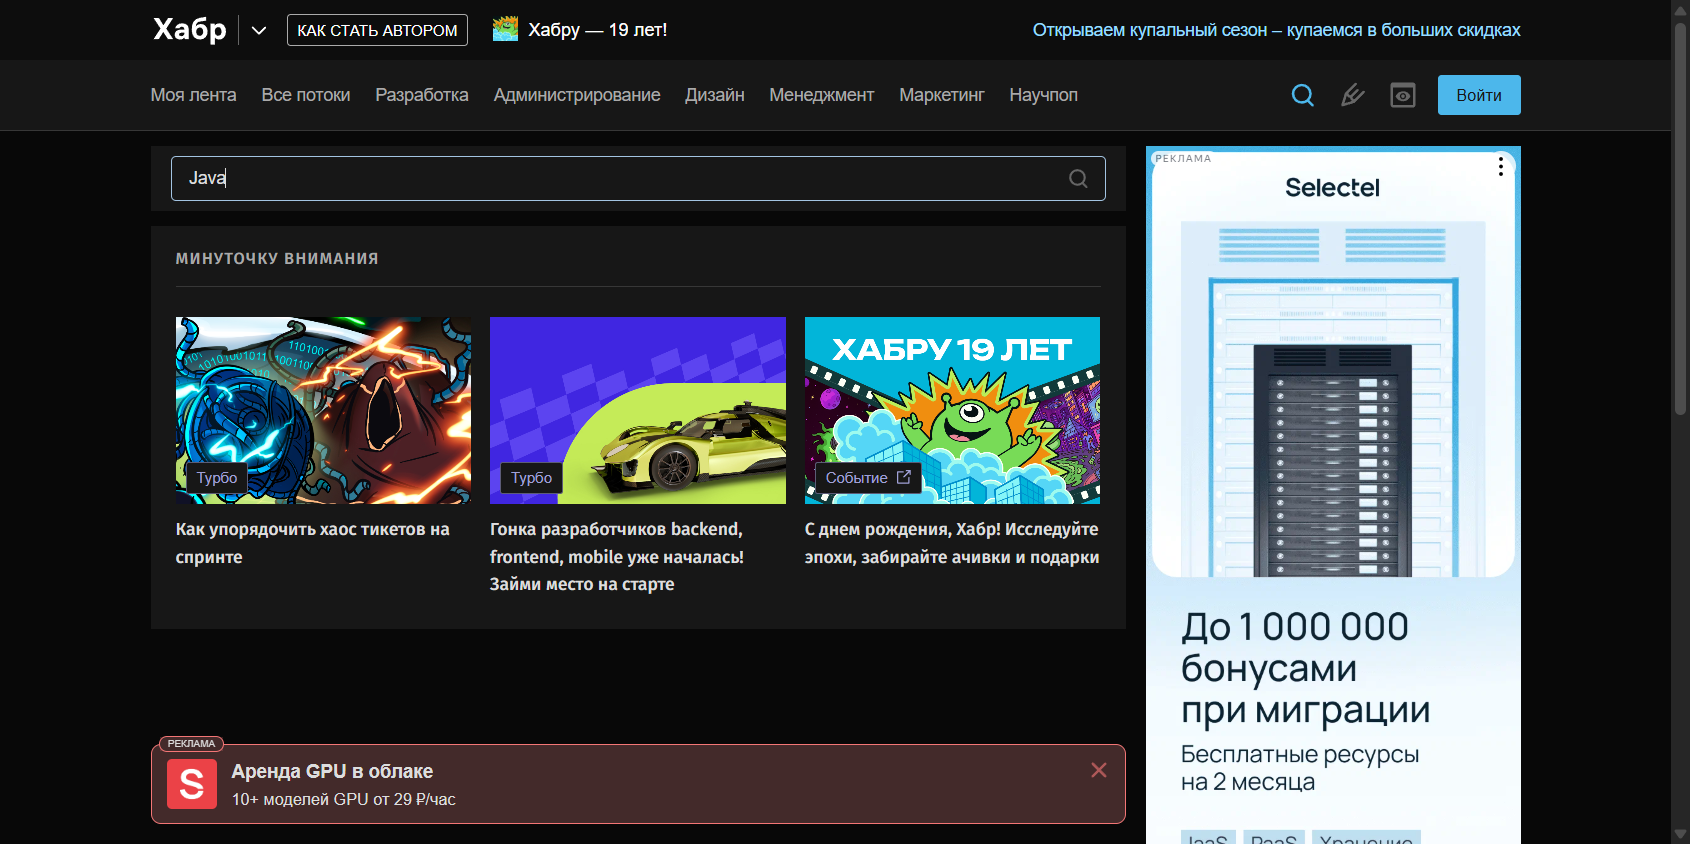 Хабр
КАК СТАТЬ АВТОРОМ
Хабру — 19 лет!
Открываем купальный сезон – купаемся в больших скидках
Моя лента
Все потоки
Разработка
Администрирование
Дизайн
Менеджмент
Маркетинг
Научпоп
Войти
Java
МИНУТОЧКУ ВНИМАНИЯ
Турбо
Как упорядочить хаос тикетов на
спринте
Турбо
Гонка разработчиков backend,
frontend, mobile уже началась!
Займи место на старте
ХАБРУ 19 ЛЕТ
Событие
С днем рождения, Хабр! Исследуйте
эпохи, забирайте ачивки и подарки
РЕКЛАМА
S
Аренда GPU в облаке
10+ моделей GPU от 29 ₽/час
РЕКЛАМА
Selectel
До 1 000 000
бонусами
при миграции
Бесплатные ресурсы
на 2 месяца
IaaS
PaaS
Хранение